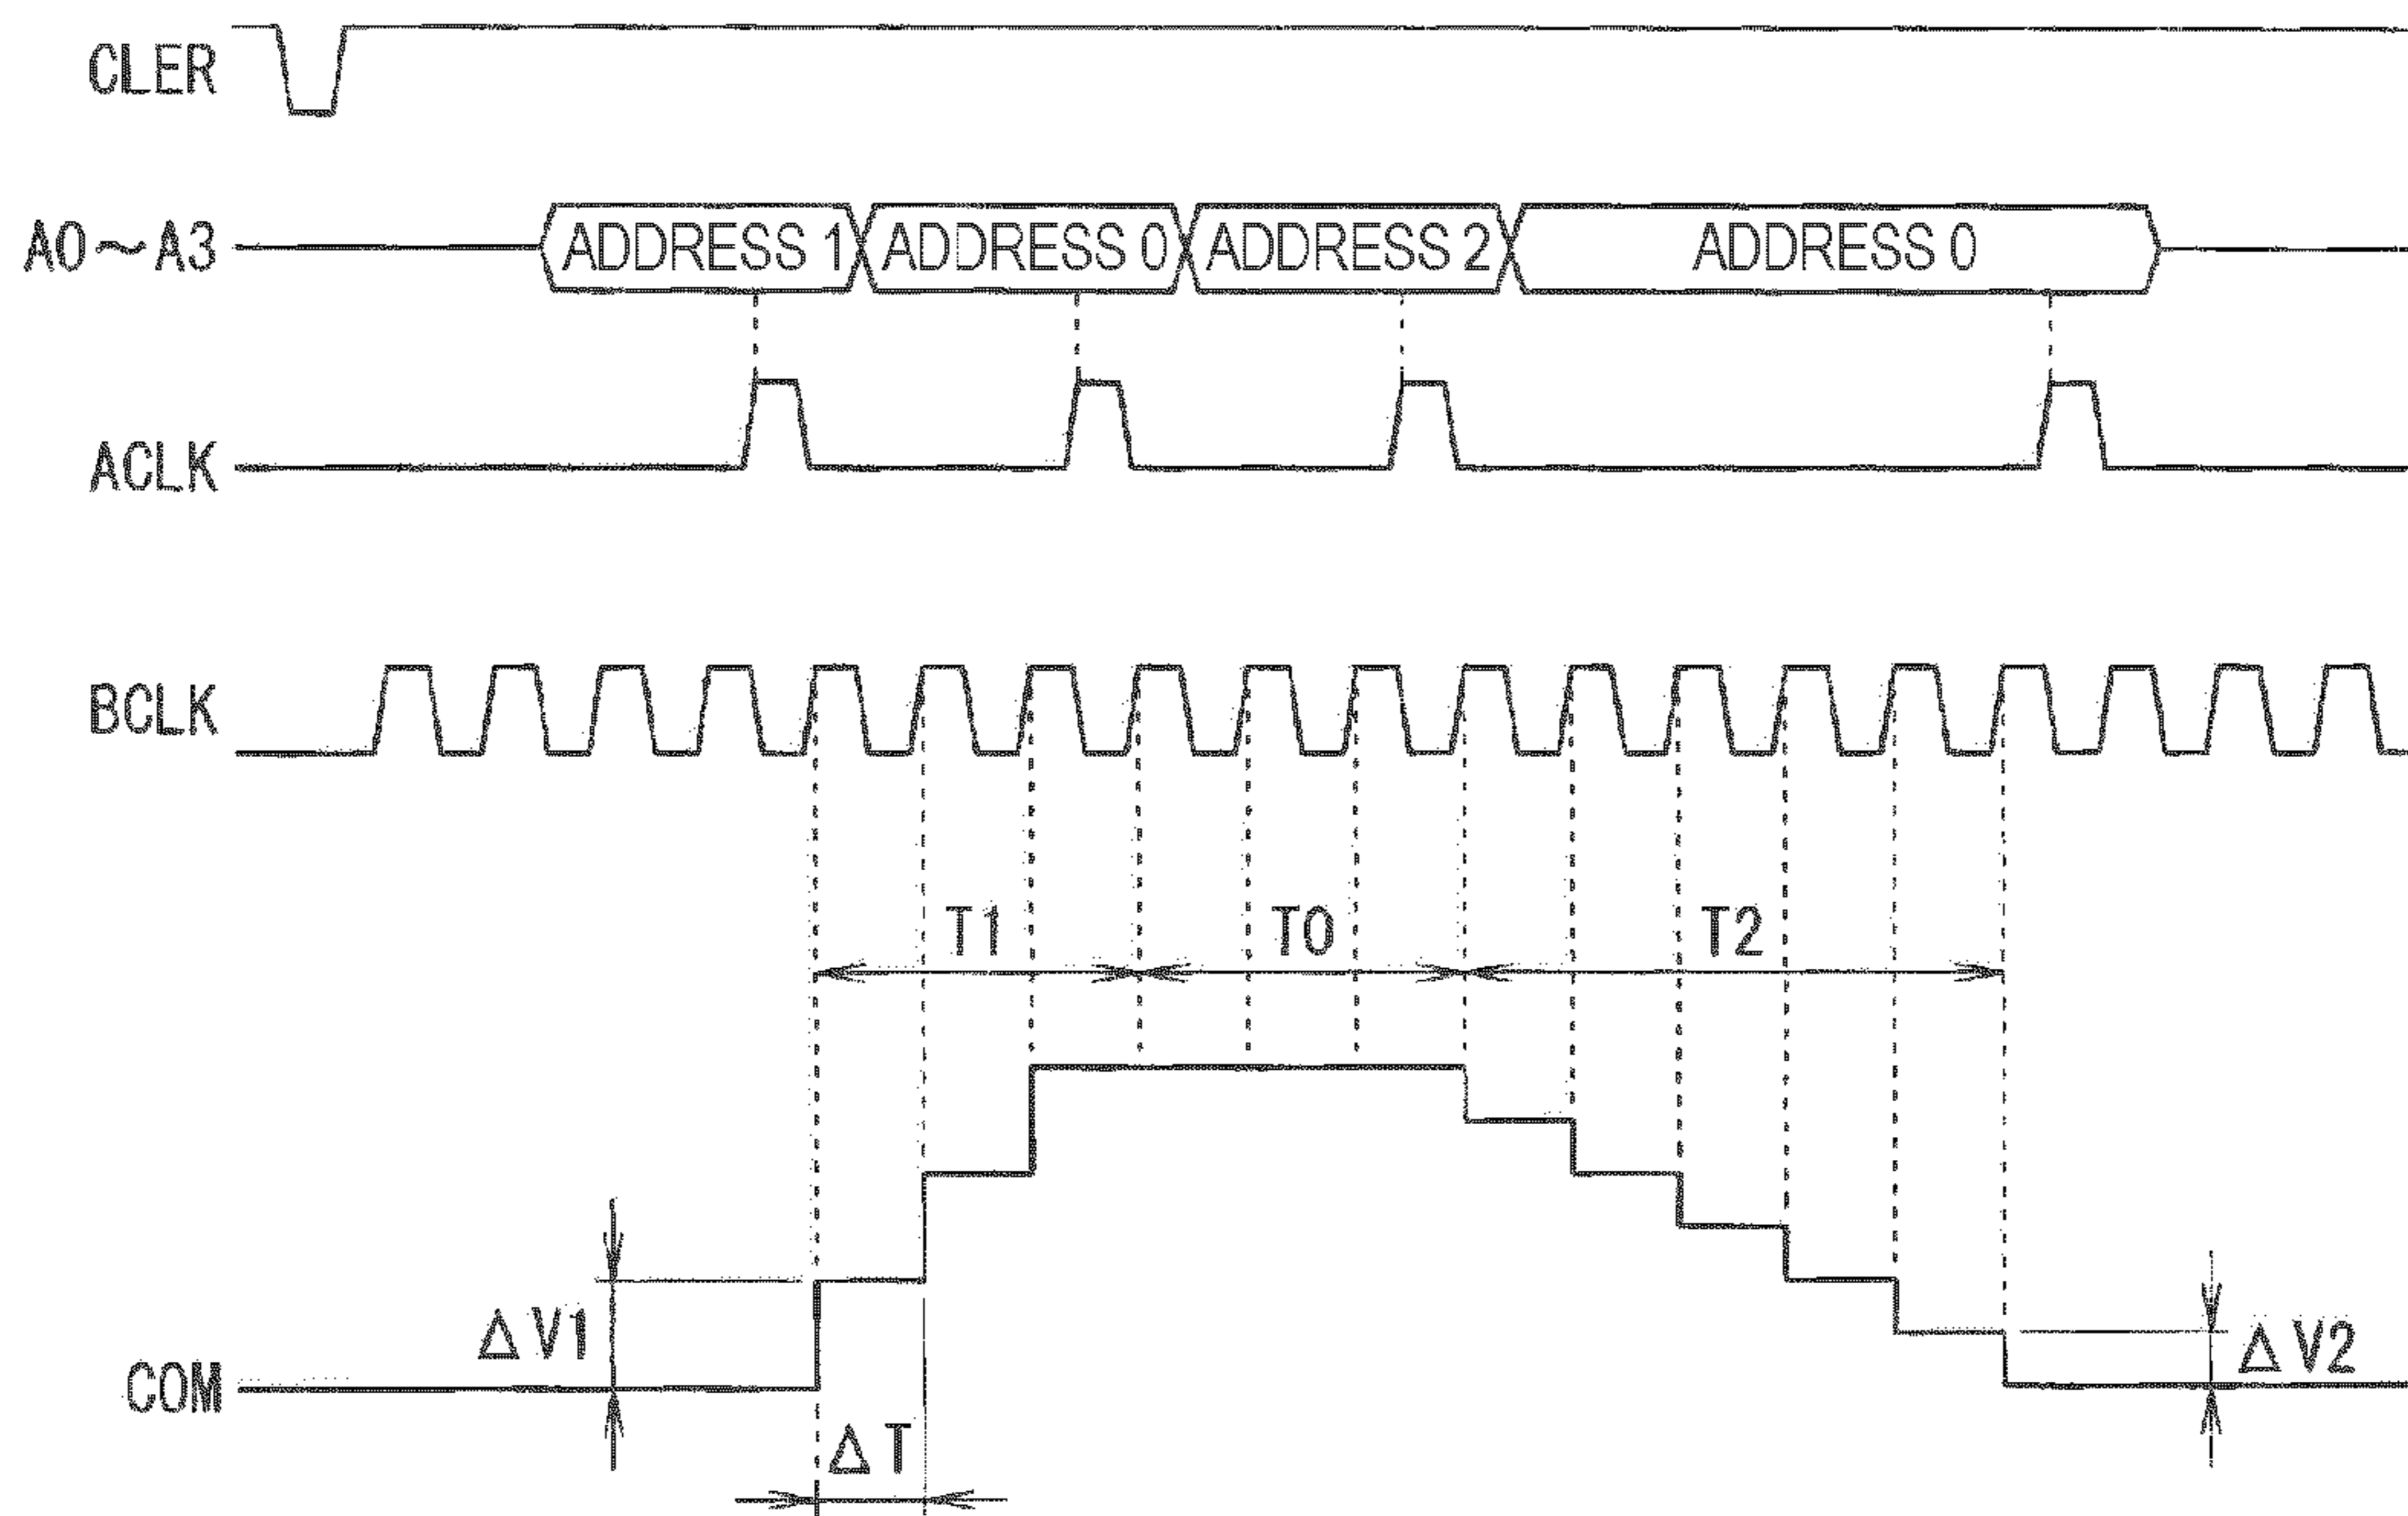 CLER
A0～A3
ADDRESS 1
ADDRESS 0
ADDRESS 2
ADDRESS 0
ACLK
BCLK
T1
T0
T2
ΔV1
ΔV2
COM
ΔT